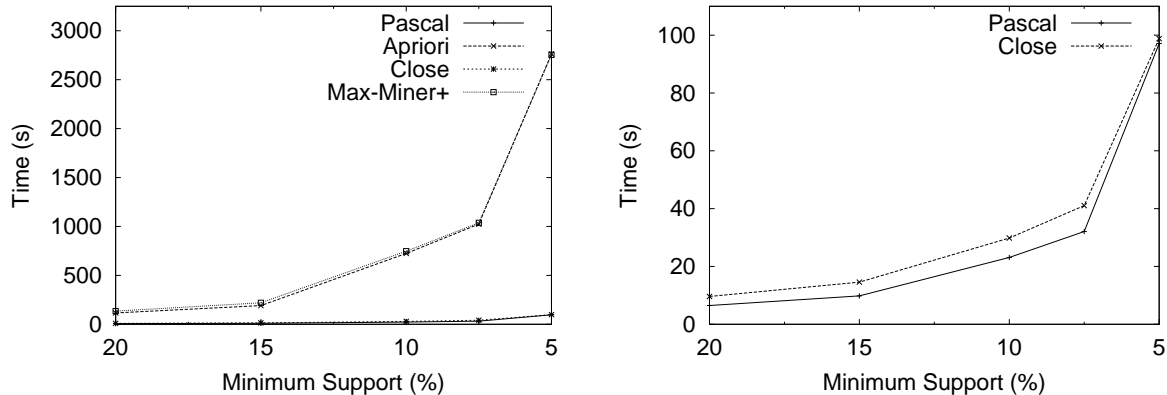 Pascal
Apriori
Close
Max-Miner+
3000
2500
2000
1500
1000
500
0
Time (s)
20 15 10 5
Minimum Support (%)
Pascal
Close
100
80
60
40
20
0
Time (s)
20 15 10 5
Minimum Support (%)